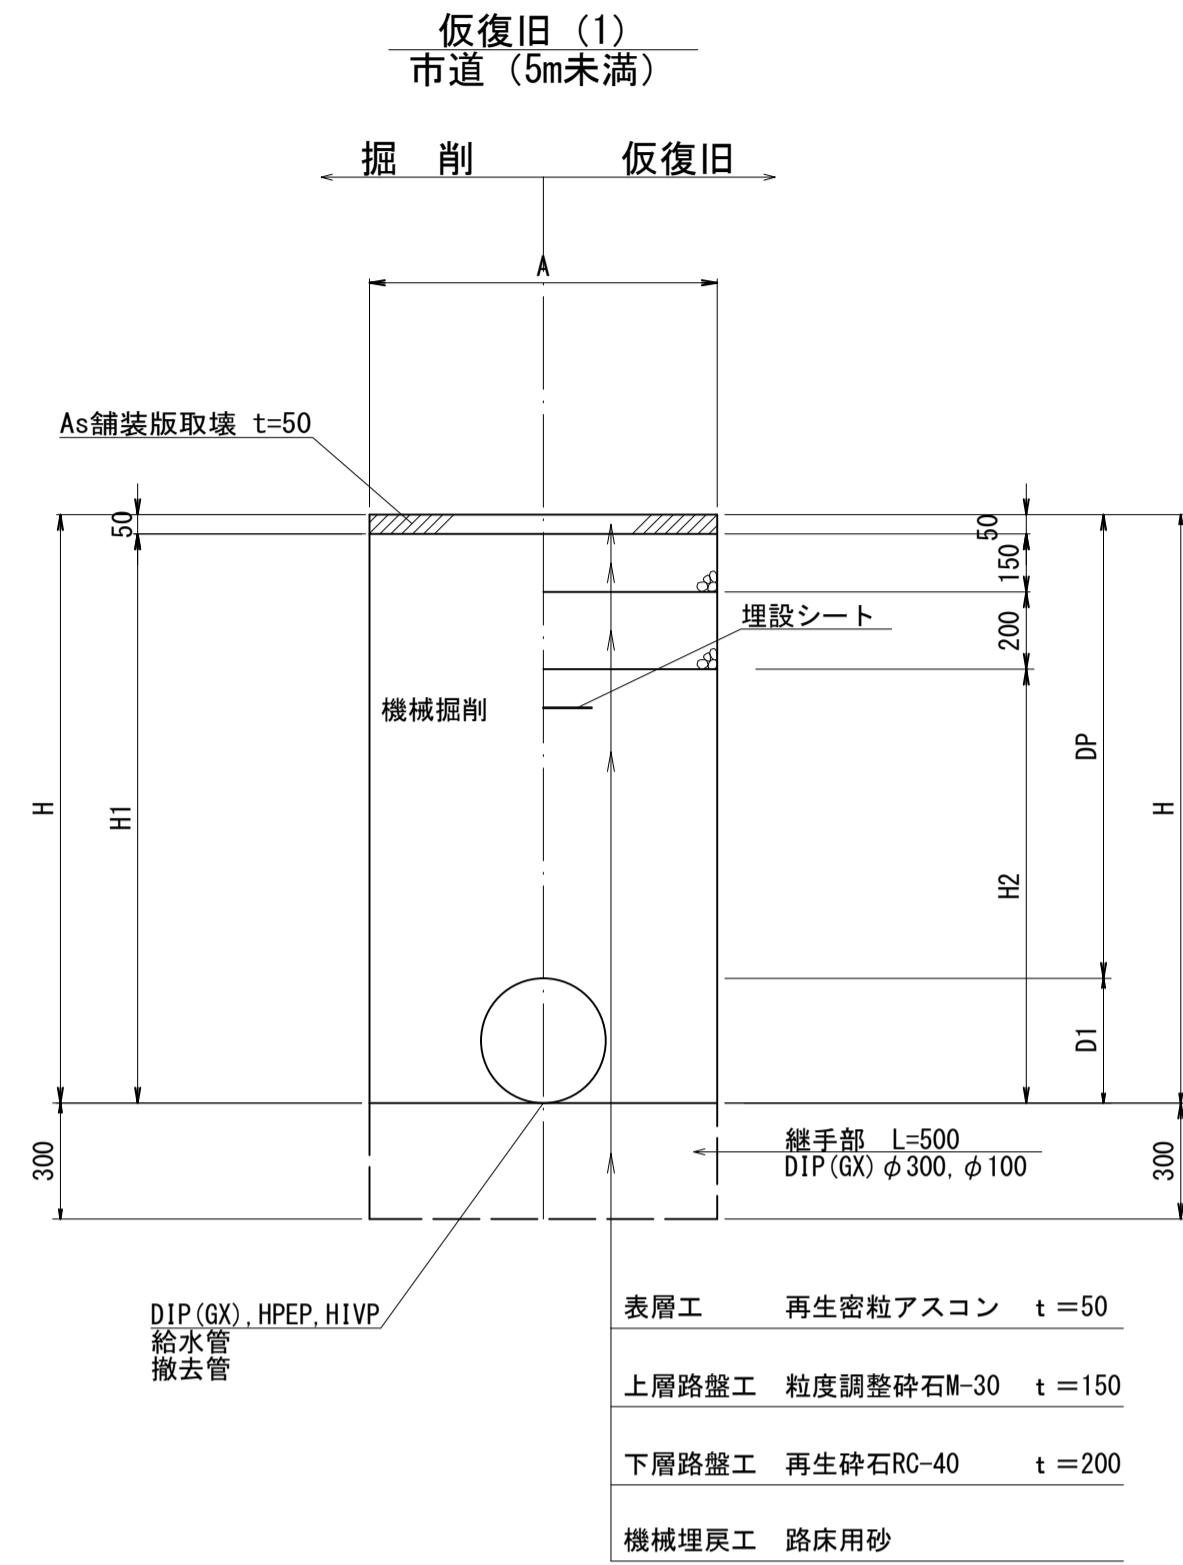 仮復旧（1）
市道（5m未満）
掘　削　　仮復旧
A
As舗装版取壊 t=50
50
50
150
埋設シート
200
機械掘削
DP
H
H1
H
H2
D1
継手部　L=500
DIP(GX)φ300,φ100
300
300
DIP(GX),HPEP,HIVP
給水管
撤去管
表層工　再生密粒アスコン　t＝50
上層路盤工　粒度調整砕石M-30　t＝150
下層路盤工　再生砕石RC-40　t＝200
機械埋戻工　路床用砂